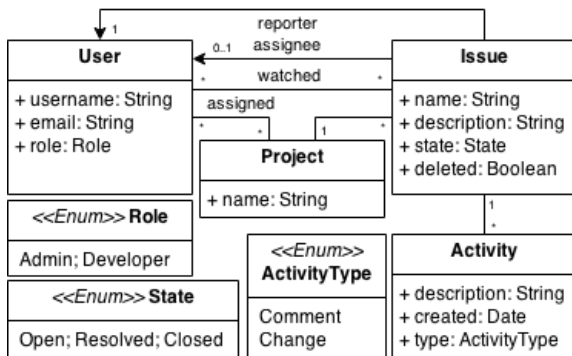 reporter
1
User
0..1
assignee
Issue
*
watched
*
+ username: String
+ email: String
+ role: Role
assigned
*
*
1
*
+ name: String
+ description: String
+ state: State
+ deleted: Boolean
Project
+ name: String
<<Enum>> Role
Admin; Developer
1
*
<<Enum>>
ActivityType
Comment
Change
Activity
+ description: String
+ created: Date
+ type: ActivityType
<<Enum>> State
Open; Resolved; Closed